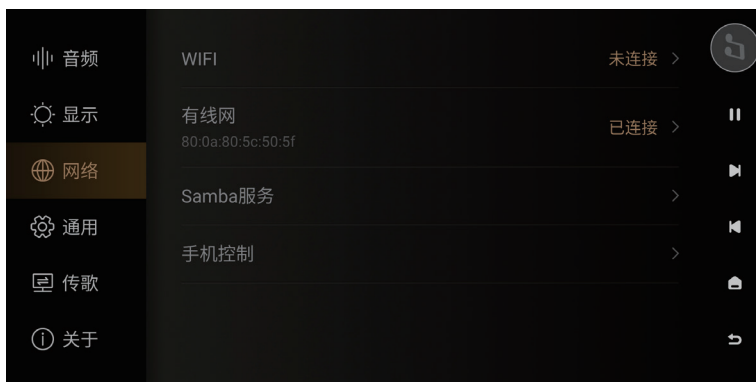 音频
显示
网络
通用
传歌
关于
WIFI
未连接
有线网
80:0a:80:5c:50:5f
已连接
Samba服务
手机控制